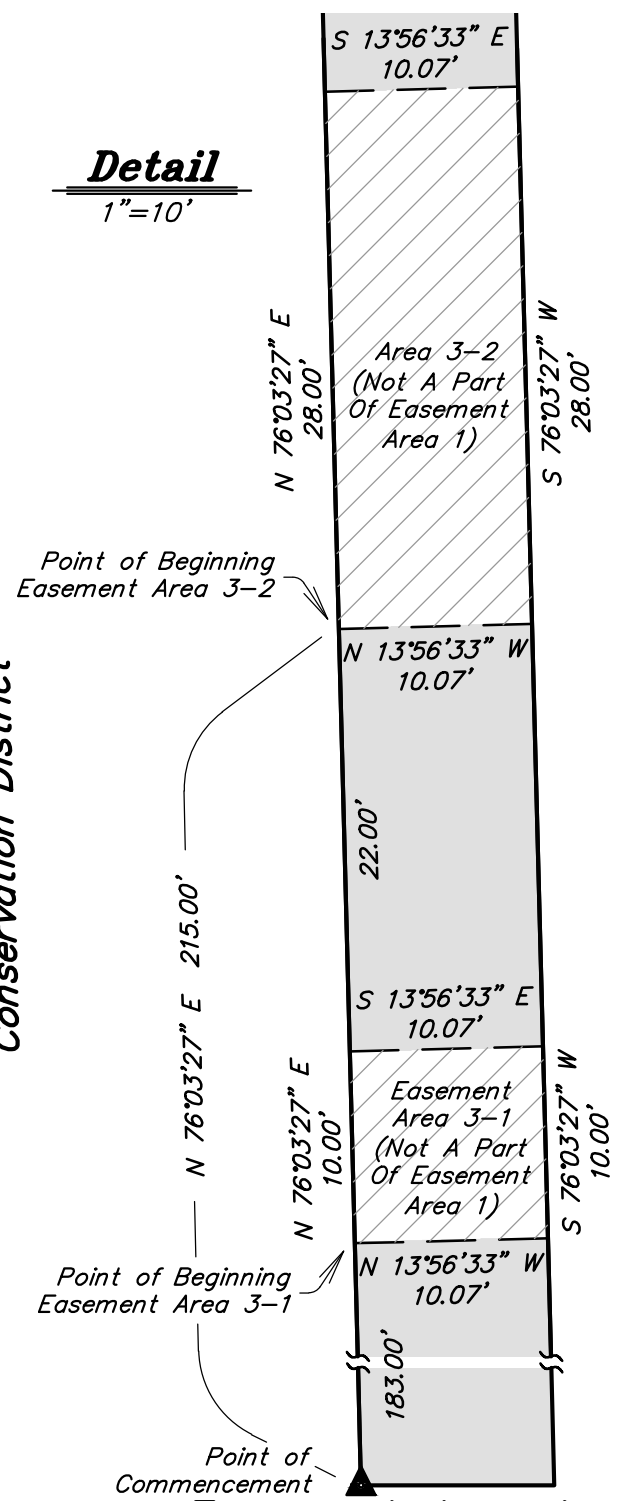 S 13°56'33" E
10.07'
Detail
1"=10'
N 76°03'27" E
28.00'
Area 3-2
(Not A Part
Of Easement
Area 1)
S 76°03'27" W
28.00'
Point of Beginning
Easement Area 3-2
N 13°56'33" W
10.07'
Conservation District
22.00'
N 76°03'27" E 215.00'
S 13°56'33" E
10.07'
N 76°03'27" E
10.00'
Easement
Area 3-1
(Not A Part
Of Easement
Area 1)
S 76°03'27" W
10.00'
Point of Beginning
Easement Area 3-1
N 13°56'33" W
10.07'
183.00'
Point of
Commencement